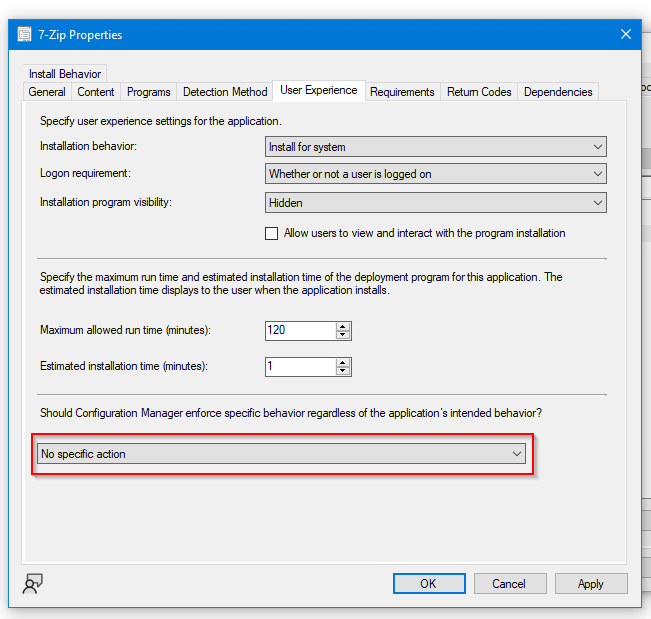 7-Zip Properties
Install Behavior
General Content Programs Detection Method User Experience Requirements Return Codes Dependencies
Specify user experience settings for the application.
Installation behavior: Install for system
Logon requirement: Whether or not a user is logged on
Installation program visibility: Hidden
Allow users to view and interact with the program installation
Specify the maximum run time and estimated installation time of the deployment program for this application. The
estimated installation time displays to the user when the application installs.
Maximum allowed run time (minutes): 120
Estimated installation time (minutes): 1
Should Configuration Manager enforce specific behavior regardless of the application's intended behavior?
No specific action
OK Cancel Apply